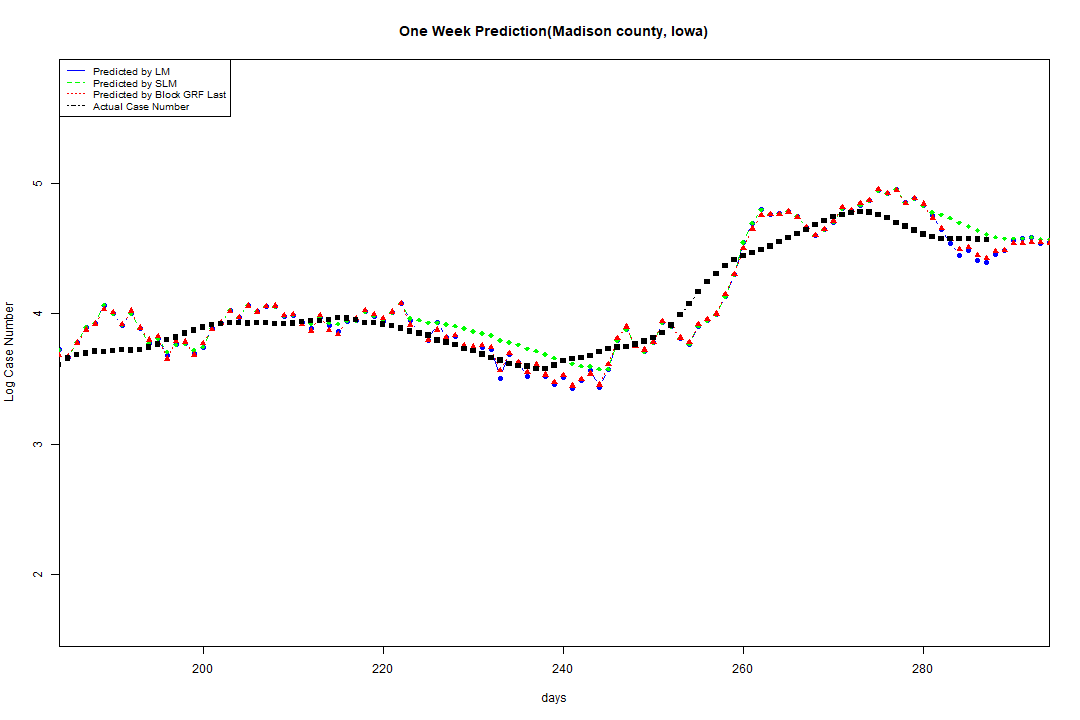 One Week Prediction(Madison county, Iowa)
Predicted by LM
Predicted by SLM
Predicted by Block GRF Last
Actual Case Number
5
4
3
2
Log Case Number
200 220 240 260 280
days